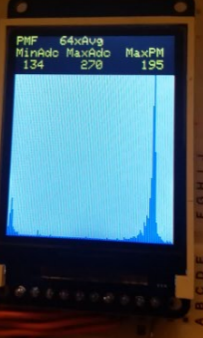 PMF 64xAvg
MinAdc MaxAdc MaxPM
134 270 195
A B C D E